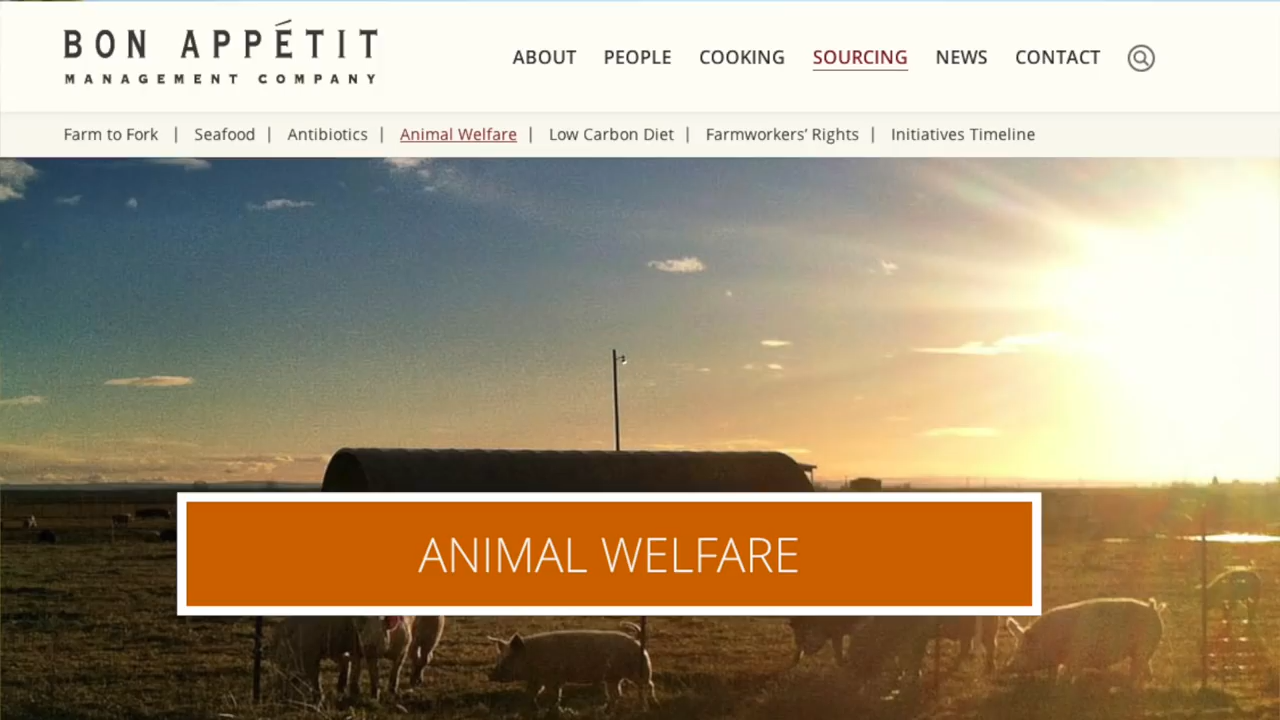 BON APPÉTIT
MANAGEMENT COMPANY
ABOUT PEOPLE COOKING SOURCING NEWS CONTACT
Farm to Fork | Seafood | Antibiotics | Animal Welfare | Low Carbon Diet | Farmworkers’ Rights | Initiatives Timeline
ANIMAL WELFARE